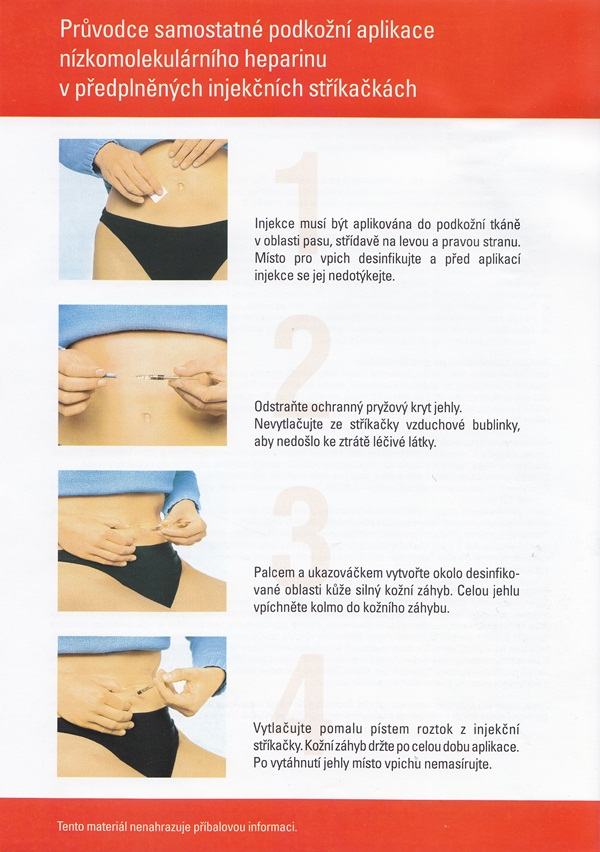 Průvodce samostatné podkožní aplikace
nízkomolekulárního heparinu
v předplněných injekčních stříkačkách
1
Injekce musí být aplikována do podkožní tkáně
v oblasti pasu, střídavě na levou a pravou stranu.
Místo pro vpich desinfikujte a před aplikací
injekce se jej nedotýkejte.
2
Odstraňte ochranný pryžový kryt jehly.
Nevytlačujte ze stříkačky vzduchové bublinky,
aby nedošlo ke ztrátě léčivé látky.
3
Palcem a ukazováčkem vytvořte okolo desinfiko-
vané oblasti kůže silný kožní záhyb. Celou jehlu
vpíchněte kolmo do kožního záhybu.
4
Vytlačujte pomalu pístem roztok z injekční
stříkačky. Kožní záhyb držte po celou dobu aplikace.
Po vytáhnutí jehly místo vpichu nemasírujte.
Tento materiál nenahrazuje příbalovou informaci.